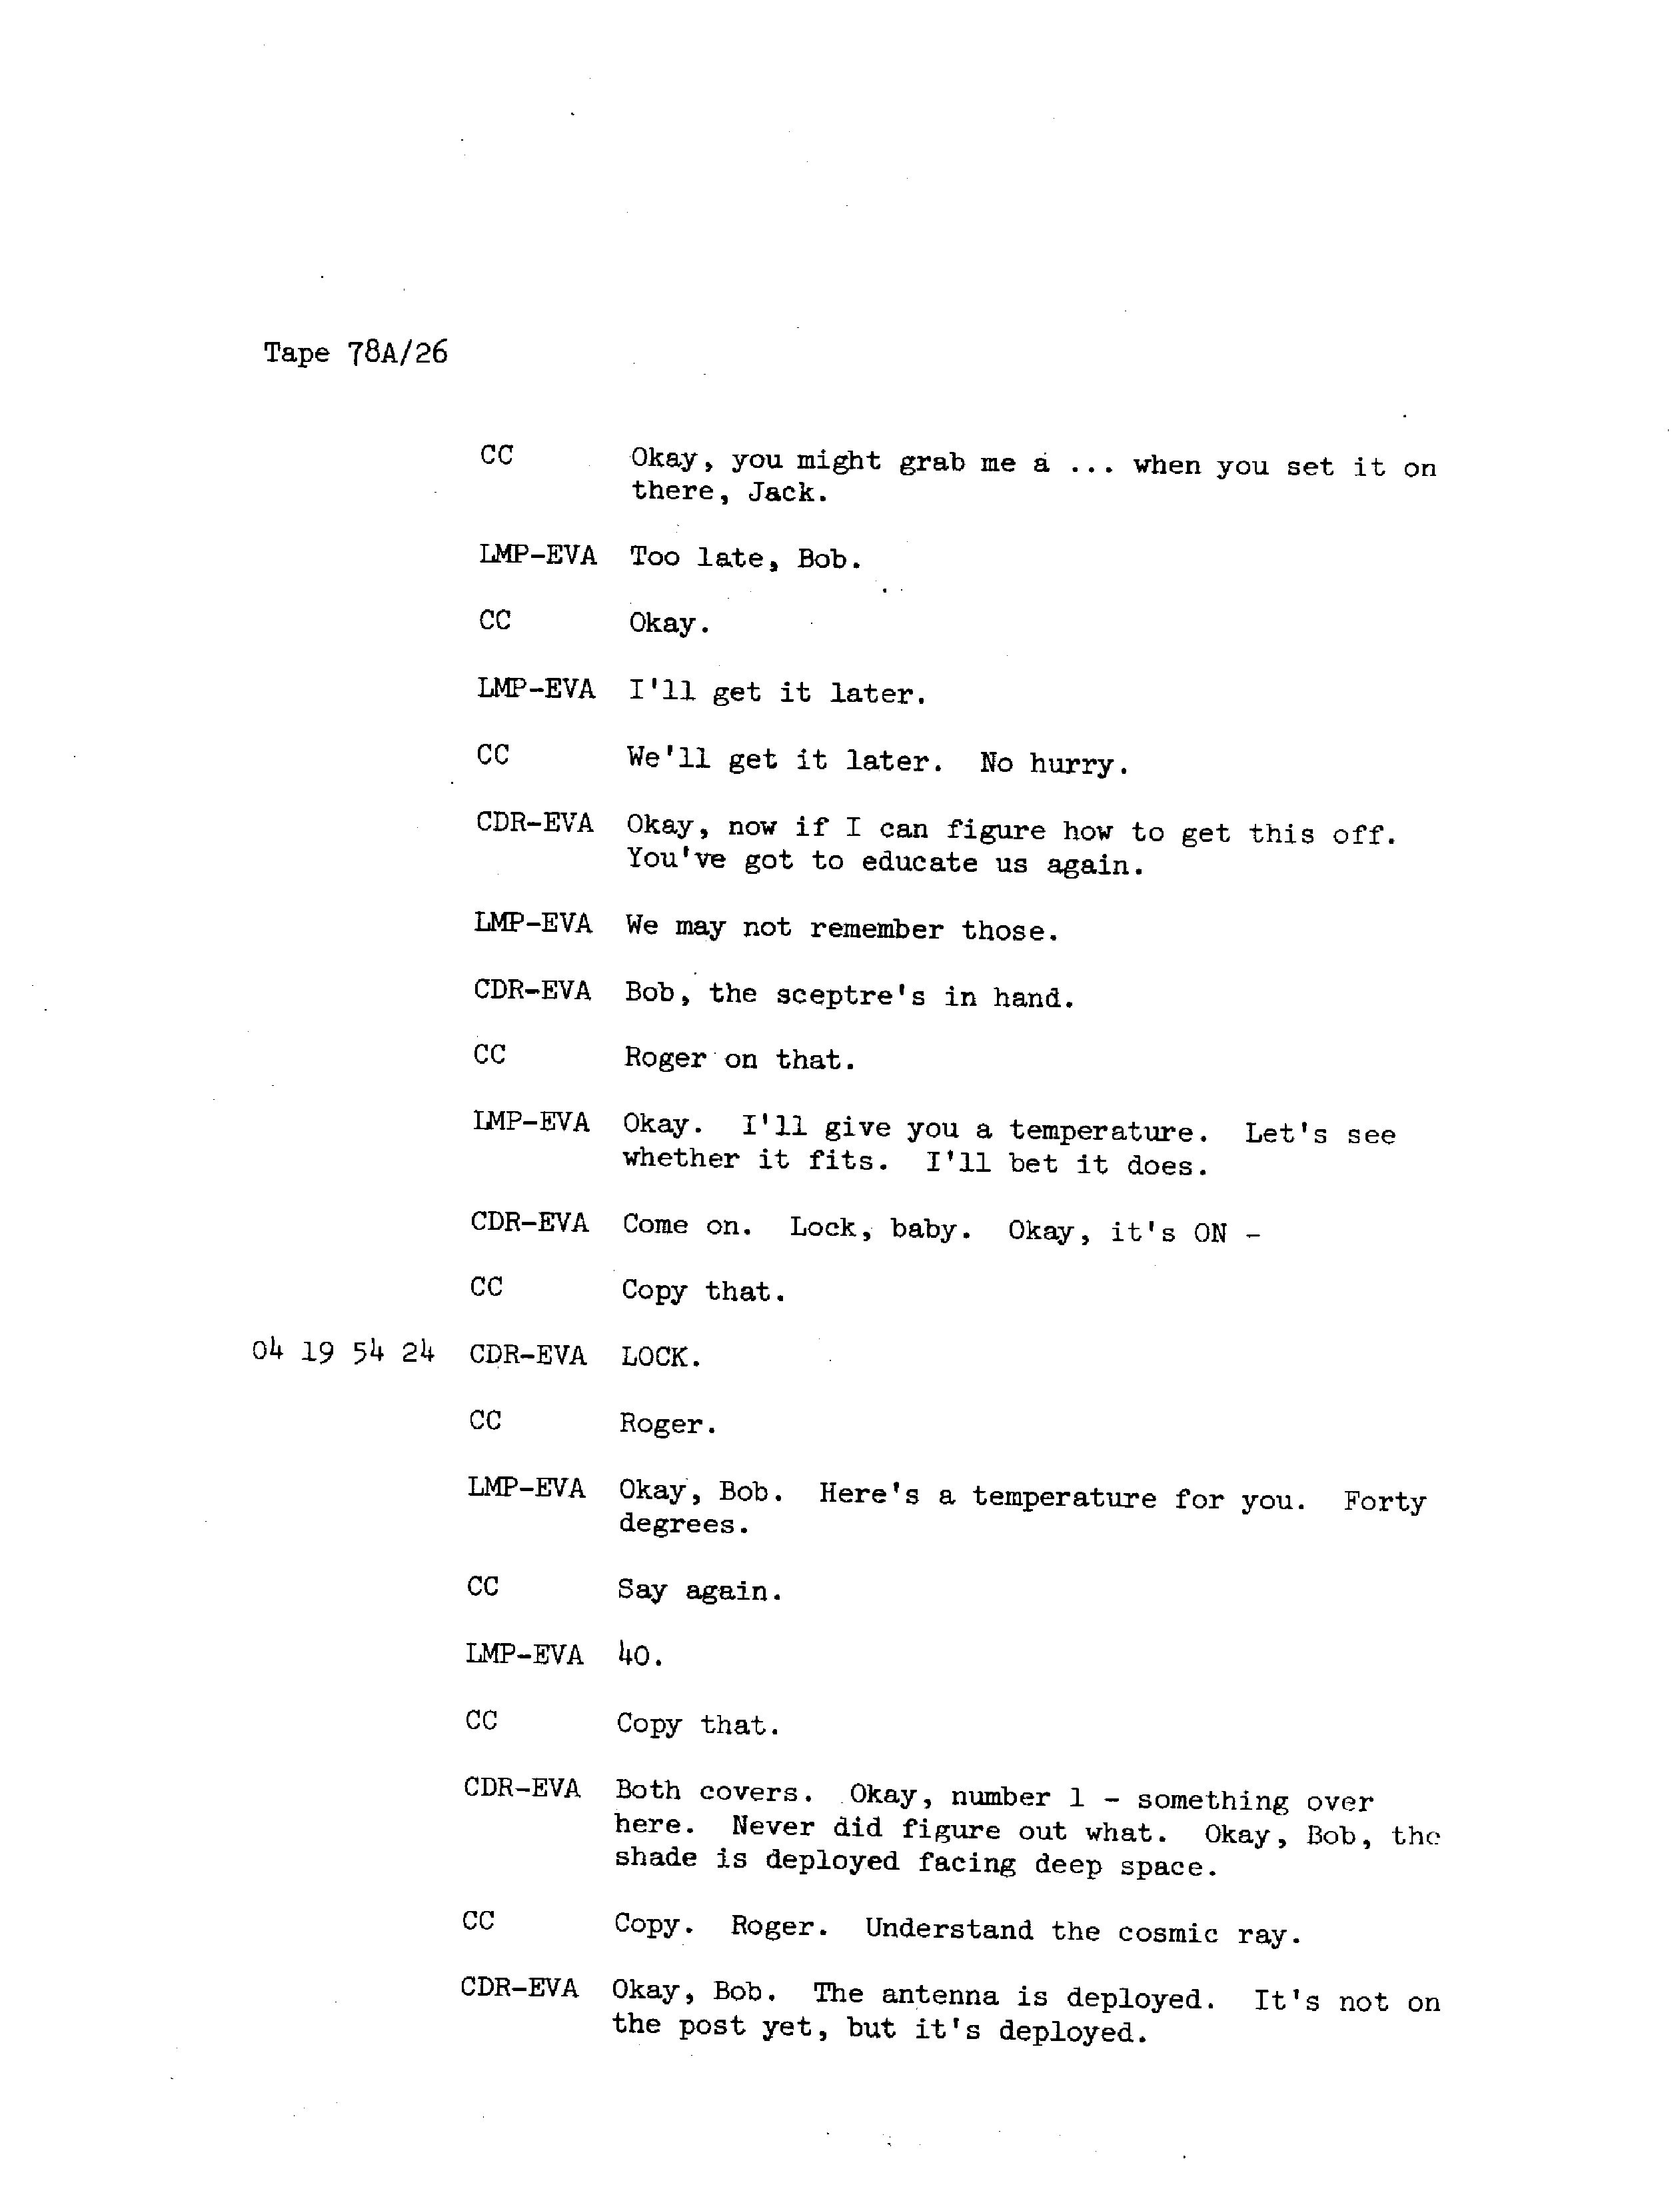 Tape 78A/26
CC Okay, you might grab me a ... when you set it on
there, Jack.
LMP-EVA Too late, Bob.
CC Okay.
LMP-EVA I'll get it later.
CC We'll get it later. No hurry.
CDR-EVA Okay, now if I can figure how to get this off.
You've got to educate us again.
LMP-EVA We may not remember those.
CDR-EVA Bob, the sceptre's in hand.
CC Roger on that.
LMP-EVA Okay. I'll give you a temperature. Let's see
whether it fits. I'll bet it does.
CDR-EVA Come on. Lock, baby. Okay, it's ON -
CC Copy that.
04 19 54 24 CDR-EVA LOCK.
CC Roger.
LMP-EVA Okay, Bob. Here's a temperature for you. Forty
degrees.
CC Say again.
LMP-EVA 40.
CC Copy that.
CDR-EVA Both covers. Okay, number 1 - something over
here. Never did figure out what. Okay, Bob, the
shade is deployed facing deep space.
CC Copy. Roger. Understand the cosmic ray.
CDR-EVA Okay, Bob. The antenna is deployed. It's not on
the post yet, but it's deployed.